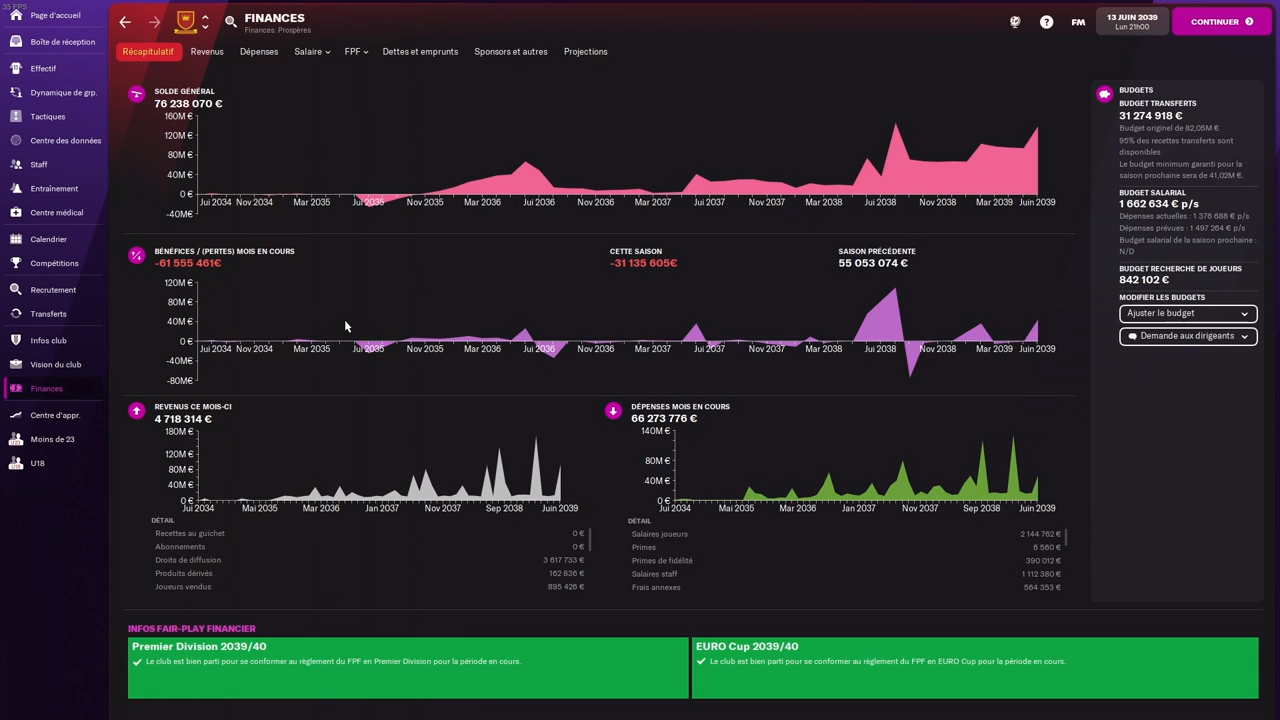 35 FPS
Page d'accueil
Boîte de réception
Effectif
Dynamique de grp.
Tactiques
Centre des données
Staff
Entraînement
Centre médical
Calendrier
Compétitions
Recrutement
Transferts
Infos club
Vision du club
Finances
Centre d'appr.
Moins de 23
U18
FINANCES
Finances: Prospères
FM
13 JUIN 2039
Lun 21h00
CONTINUER
Récapitulatif
Revenus
Dépenses
Salaire
FPF
Dettes et emprunts
Sponsors et autres
Projections
SOLDE GÉNÉRAL
76 238 070 €
160M €
120M €
80M €
40M €
0 €
-40M€
Jul 2034 Nov 2034 Mar 2035 Jul 2035 Nov 2035 Mar 2036 Jul 2036 Nov 2036 Mar 2037 Jul 2037 Nov 2037 Mar 2038 Jul 2038 Nov 2038 Mar 2039 Juin 2039
BÉNÉFICES / (PERTES) MOIS EN COURS
-61 555 461€
CETTE SAISON
-31 135 605€
SAISON PRÉCÉDENTE
55 053 074 €
120M €
80M €
40M €
0 €
-40M€
-80M€
Jul 2034 Nov 2034 Mar 2035 Jul 2035 Nov 2035 Mar 2036 Jul 2036 Nov 2036 Mar 2037 Jul 2037 Nov 2037 Mar 2038 Jul 2038 Nov 2038 Mar 2039 Juin 2039
REVENUS CE MOIS-CI
4 718 314 €
180M €
120M €
80M €
40M €
0 €
Jul 2034 Mai 2035 Mar 2036 Jan 2037 Nov 2037 Sep 2038 Juin 2039
DÉTAIL
Recettes au guichet 0 €
Abonnements 0 €
Droits de diffusion 3 617 733 €
Produits dérivés 162 836 €
Joueurs vendus 895 426 €
DÉPENSES MOIS EN COURS
66 273 776 €
140M €
80M €
40M €
0 €
Jul 2034 Mai 2035 Mar 2036 Jan 2037 Nov 2037 Sep 2038 Juin 2039
DÉTAIL
Salaires joueurs 2 144 762 €
Primes 6 560 €
Primes de fidélité 390 012 €
Salaires staff 1 112 380 €
Frais annexes 564 353 €
INFOS FAIR-PLAY FINANCIER
Premier Division 2039/40
Le club est bien parti pour se conformer au règlement du FPF en Premier Division pour la période en cours.
EURO Cup 2039/40
Le club est bien parti pour se conformer au règlement du FPF en EURO Cup pour la période en cours.
BUDGETS
BUDGET TRANSFERTS
31 274 918 €
Budget originel de 82,05M €
95% des recettes transferts sont
disponibles
Le budget minimum garanti pour la
saison prochaine sera de 41,02M €.
BUDGET SALARIAL
1 662 634 € p/s
Dépenses actuelles : 1 376 688 € p/s
Dépenses prévues : 1 497 264 € p/s
Budget salarial de la saison prochaine :
N/D
BUDGET RECHERCHE DE JOUEURS
842 102 €
MODIFIER LES BUDGETS
Ajuster le budget
Demande aux dirigeants